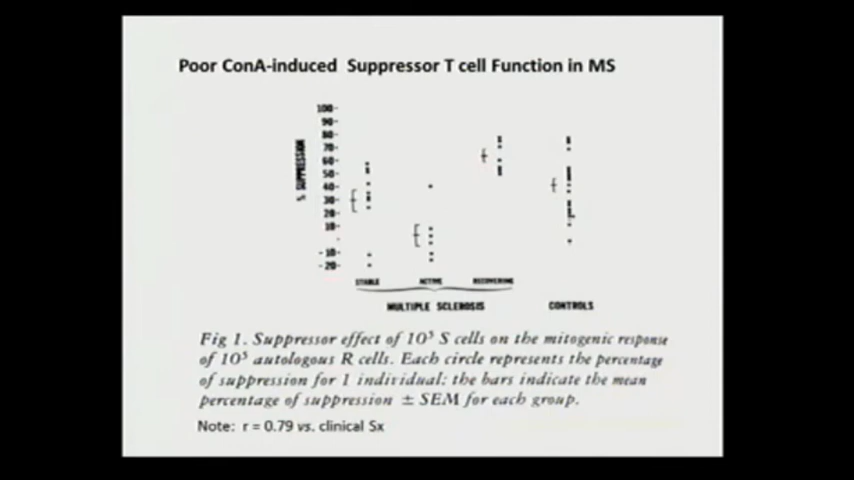 Poor ConA-induced Suppressor T cell Function in MS
100
90
80
70
60
50
40
30
20
10
-10
-20
% SUPPRESSION
STABLE ACTIVE RECOVERING
MULTIPLE SCLEROSIS CONTROLS
Fig 1. Suppressor effect of 10⁵ S cells on the mitogenic response
of 10⁵ autologous R cells. Each circle represents the percentage
of suppression for 1 individual; the bars indicate the mean
percentage of suppression ± SEM for each group.
Note: r = 0.79 vs. clinical Sx